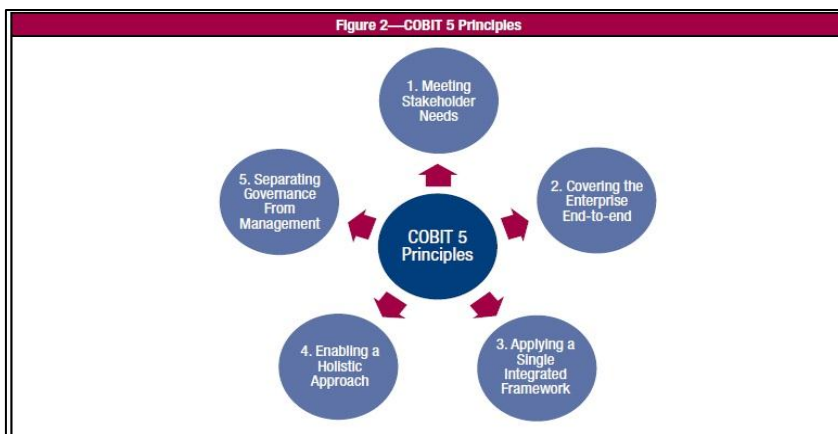 Figure 2—COBIT 5 Principles
1. Meeting
Stakeholder
Needs
5. Separating
Governance
From
Management
2. Covering the
Enterprise
End-to-end
COBIT 5
Principles
4. Enabling a
Holistic
Approach
3. Applying a
Single
Integrated
Framework